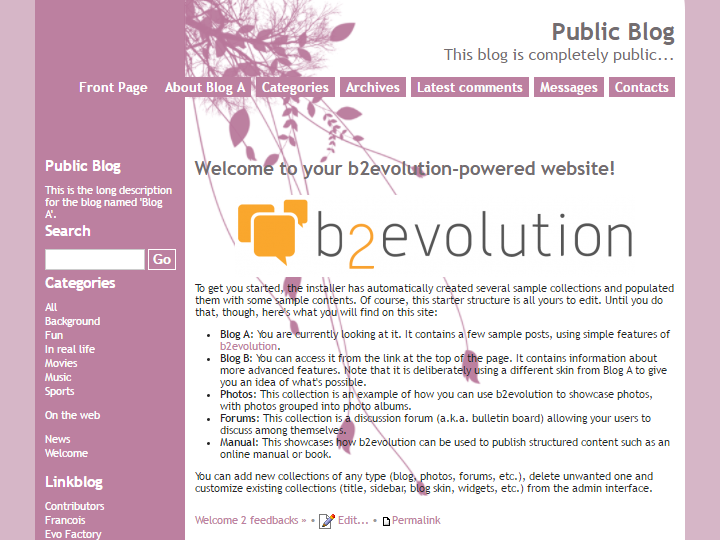 Public Blog
This blog is completely public...
Front Page
About Blog A
Categories
Archives
Latest comments
Messages
Contacts
Public Blog
This is the long description
for the blog named 'Blog
A'.
Search
Go
Categories
All
Background
Fun
In real life
Movies
Music
Sports
On the web
News
Welcome
Linkblog
Contributors
Francois
Evo Factory
Welcome to your b2evolution-powered website!
b2evolution
To get you started, the installer has automatically created several sample collections and populated
them with some sample contents. Of course, this starter structure is all yours to edit. Until you do
that, though, here's what you will find on this site:
• Blog A: You are currently looking at it. It contains a few sample posts, using simple features of
b2evolution.
• Blog B: You can access it from the link at the top of the page. It contains information about
more advanced features. Note that it is deliberately using a different skin from Blog A to give
you an idea of what's possible.
• Photos: This collection is an example of how you can use b2evolution to showcase photos,
with photos grouped into photo albums.
• Forums: This collection is a discussion forum (a.k.a. bulletin board) allowing your users to
discuss among themselves.
• Manual: This showcases how b2evolution can be used to publish structured content such as an
online manual or book.
You can add new collections of any type (blog, photos, forums, etc.), delete unwanted one and
customize existing collections (title, sidebar, blog skin, widgets, etc.) from the admin interface.
Welcome 2 feedbacks » • Edit... • Permalink